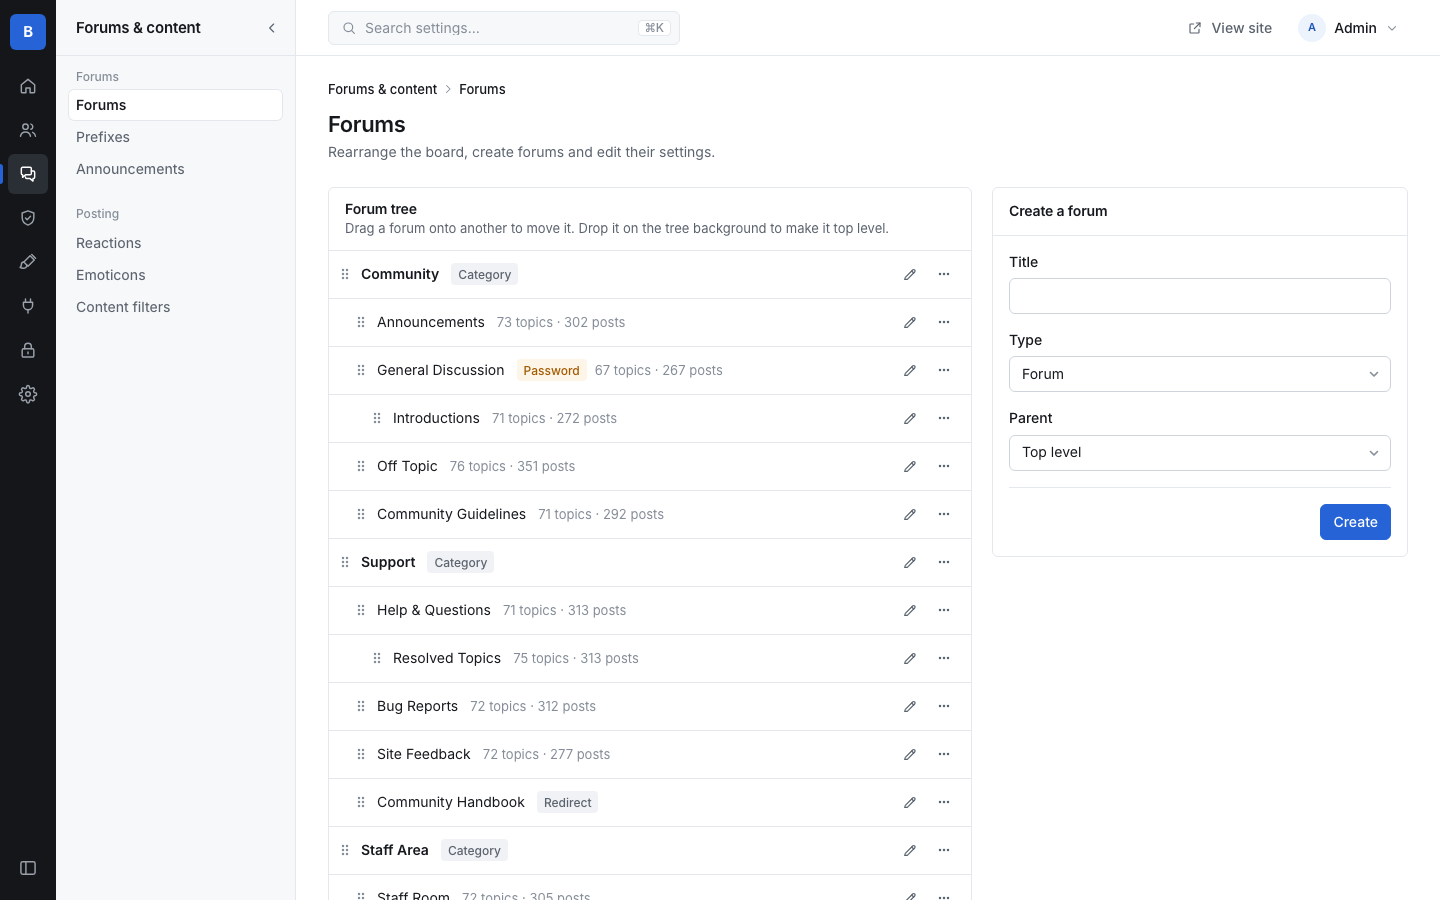 B
Forums & content
Search settings...
⌘K
View site
A
Admin
Forums
Forums
Prefixes
Announcements
Posting
Reactions
Emoticons
Content filters
Forums & content
Forums
Forums
Rearrange the board, create forums and edit their settings.
Forum tree
Drag a forum onto another to move it. Drop it on the tree background to make it top level.
Community Category
Announcements 73 topics · 302 posts
General Discussion Password 67 topics · 267 posts
Introductions 71 topics · 272 posts
Off Topic 76 topics · 351 posts
Community Guidelines 71 topics · 292 posts
Support Category
Help & Questions 71 topics · 313 posts
Resolved Topics 75 topics · 313 posts
Bug Reports 72 topics · 312 posts
Site Feedback 72 topics · 277 posts
Community Handbook Redirect
Staff Area Category
Staff Room 72 topics · 305 posts
Create a forum
Title
Type
Forum
Parent
Top level
Create